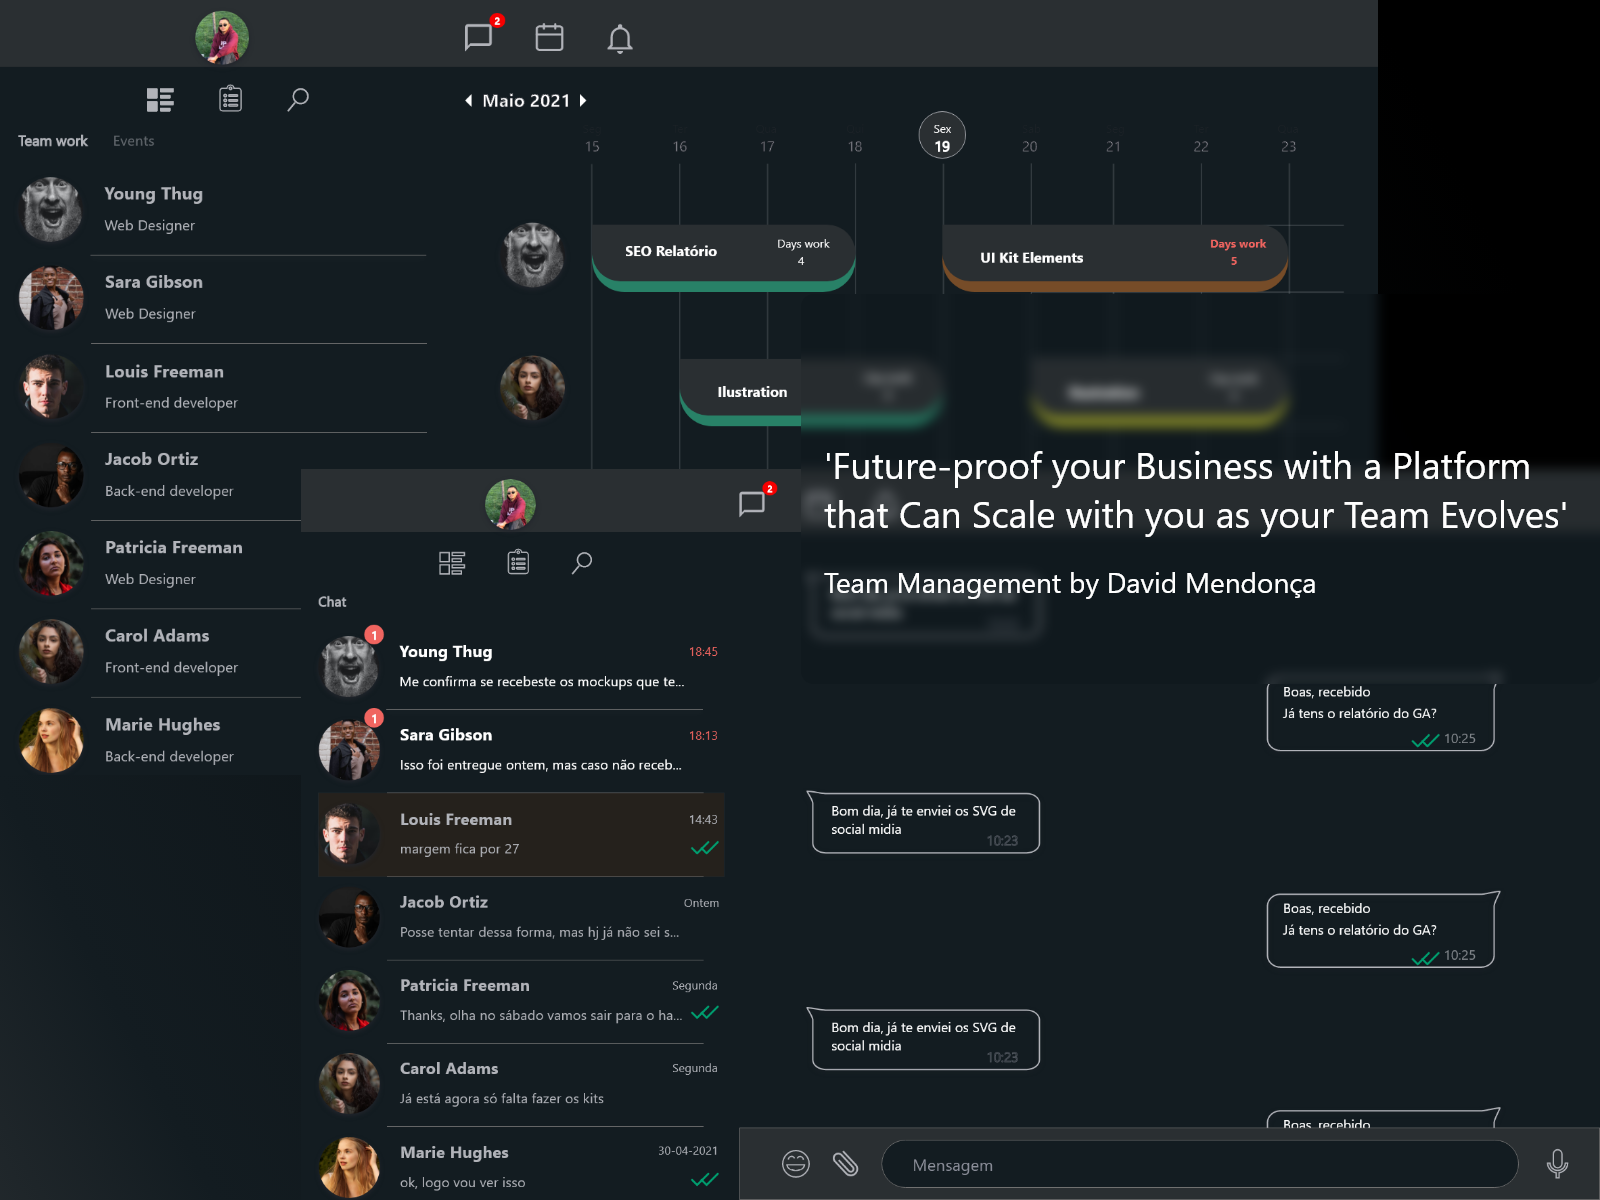 2
Maio 2021
Team work
Events
15
16
17
18
Sex
19
20
21
22
23
Young Thug
Web Designer
Sara Gibson
Web Designer
Louis Freeman
Front-end developer
Jacob Ortiz
Back-end developer
Patricia Freeman
Web Designer
Carol Adams
Front-end developer
Marie Hughes
Back-end developer
SEO Relatório
Days work
4
UI Kit Elements
Days work
5
Ilustration
'Future-proof your Business with a Platform
that Can Scale with you as your Team Evolves'
Team Management by David Mendonça
2
Chat
1
Young Thug
18:45
Me confirma se recebeste os mockups que te...
1
Sara Gibson
18:13
Isso foi entregue ontem, mas caso não receb...
Louis Freeman
14:43
margem fica por 27
Jacob Ortiz
Ontem
Posse tentar dessa forma, mas hj já não sei s...
Patricia Freeman
Segunda
Thanks, olha no sábado vamos sair para o ha...
Carol Adams
Segunda
Já está agora só falta fazer os kits
Marie Hughes
30-04-2021
ok, logo vou ver isso
Boas, recebido
Já tens o relatório do GA?
10:25
Bom dia, já te enviei os SVG de
social midia
10:23
Boas, recebido
Já tens o relatório do GA?
10:25
Bom dia, já te enviei os SVG de
social midia
10:23
Boas, recebido
Mensagem